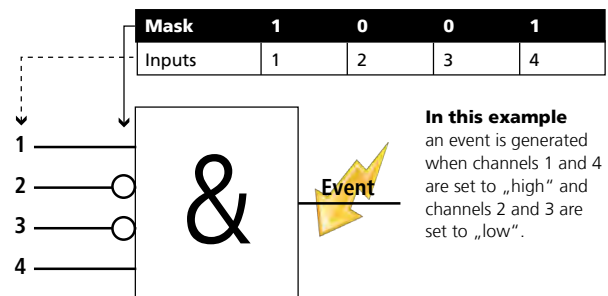 Mask 1 0 0 1
Inputs 1 2 3 4
1
2
3
4
&
Event
In this example
an event is generated
when channels 1 and 4
are set to „high“ and
channels 2 and 3 are
set to „low“.